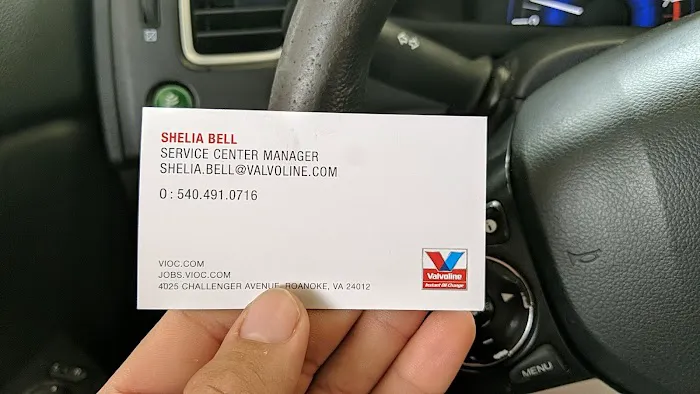 SHELIA BELL
SERVICE CENTER MANAGER
SHELIA.BELL@VALVOLINE.COM
O: 540.491.0716
VIOC.COM
JOBS.VIOC.COM
4025 CHALLENGER AVENUE, ROANOKE, VA 24012
Valvoline
Instant Oil Change
MENU